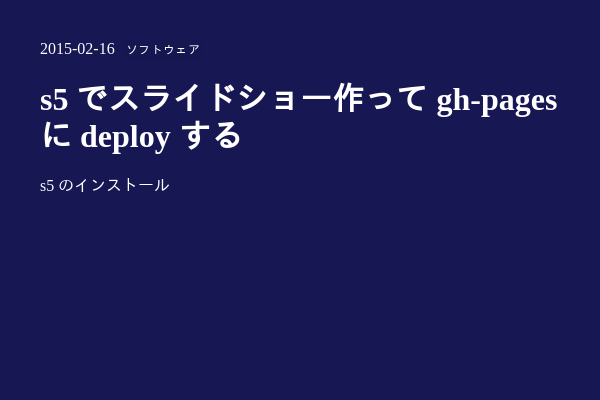 2015-02-16 ソフトウェア
s5 でスライドショー作って gh-pages
に deploy する
s5 のインストール